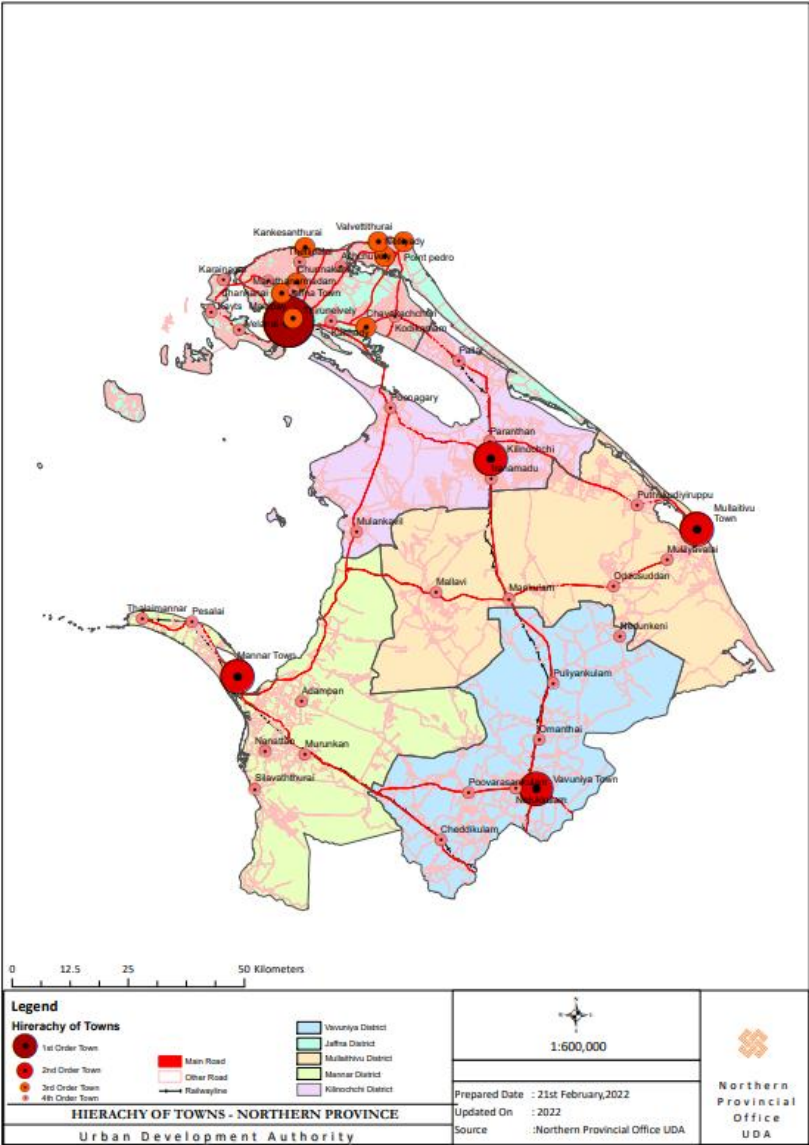 Valvettithurai
Kankesanthurai
Point pedro
Karainagar
Chavakachcheri
Kodikamam
Pallai
Poonagary
Paranthan
Kilinochchi
Iranamadu
Puthukudiyiruppu
Mullaitivu
Town
Mulankavil
Mulliyavalai
Mallavi
Mankulam
Oddusuddan
Thalaimannar
Pesalai
Nedunkeni
Mannar Town
Puliyankulam
Adampan
Omanthai
Nanattan
Murunkan
Silavaththurai
Vavuniya Town
Cheddikulam
0 12.5 25 50 Kilometers
Legend
Hirerachy of Towns
1st Order Town
2nd Order Town
3rd Order Town
4th Order Town
Main Road
Other Road
Railwayline
Vavuniya District
Jaffna District
Mullaithivu District
Mannar District
Kilinochchi District
HIERACHY OF TOWNS - NORTHERN PROVINCE
Urban Development Authority
N
1:600,000
Prepared Date : 21st February,2022
Updated On : 2022
Source :Northern Provincial Office UDA
Northern
Provincial
Office
UDA